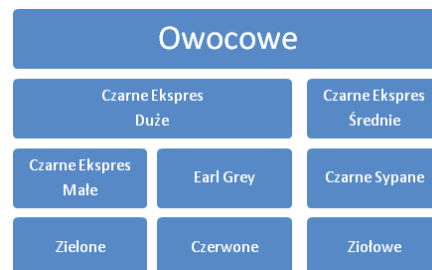 Owocowe
Czarne Ekspres
Duże
Czarne Ekspres
Średnie
Czarne Ekspres
Małe
Earl Grey
Czarne Sypane
Zielone
Czerwone
Ziołowe